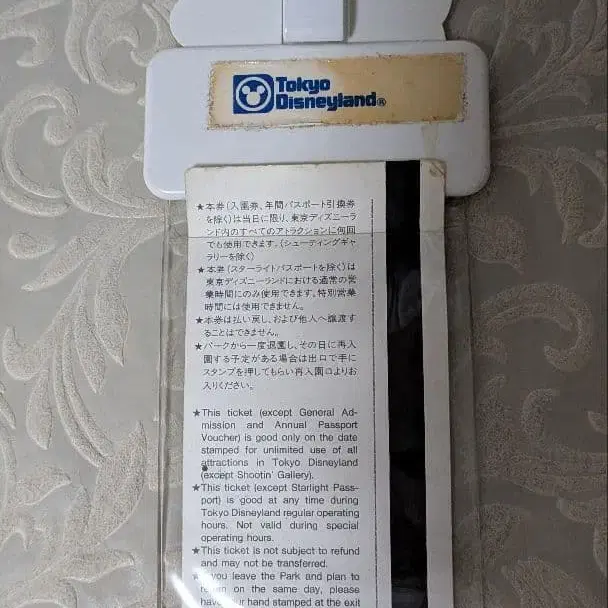 Tokyo
Disneyland®
★本券(入園券、年間パスポート引換券
を除く)は当日に限り、東京ディズニーラ
ンド内のすべてのアトラクションに何回
でも使用できます。(シューティングギャ
ラリーを除く)
★本券(スターライトパスポートを除く)は
東京ディズニーランドにおける通常の営
業時間にのみ使用できます。特別営業
時間には使用できません。
★本券は払い戻し、および他人へ譲渡す
ることはできません。
★パークから一度退園し、その日に再入
園する予定がある場合は出口で手に
スタンプを押してもらい再入園口よりお
入りください。
★This ticket (except General Ad-
mission and Annual Passport
Voucher) is good only on the date
stamped for unlimited use of all
attractions in Tokyo Disneyland
(except Shootin' Gallery).
★This ticket (except Starlight Pass-
port) is good at any time during
Tokyo Disneyland regular operating
hours. Not valid during special
operating hours.
★This ticket is not subject to refund
and may not be transferred.
you leave the Park and plan to
on the same day, please
your hand stamped at the exit